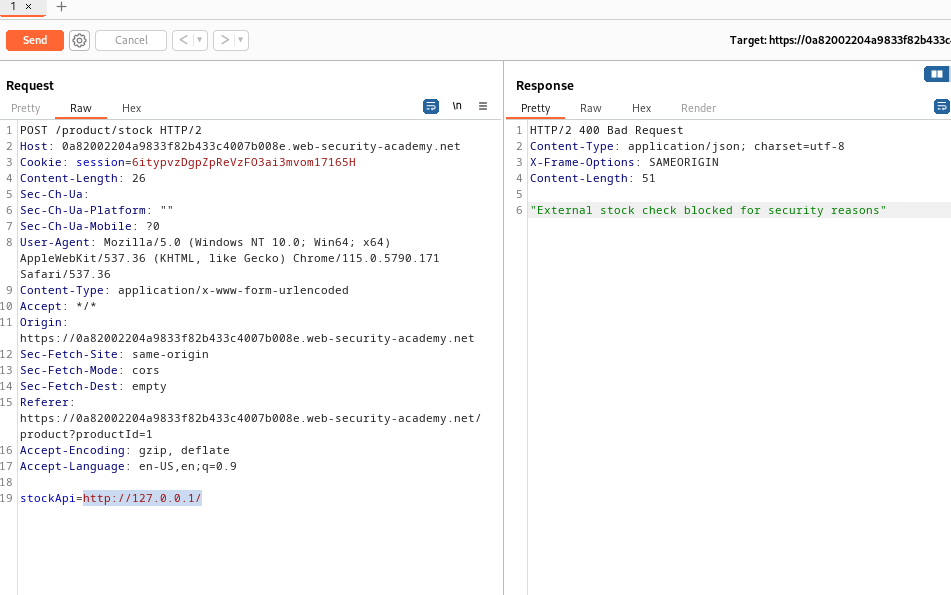 1 × +
Send Cancel < ▼ > ▼ Target: https://0a82002204a9833f82b433c
Request
Pretty Raw Hex \n
1 POST /product/stock HTTP/2
2 Host: 0a82002204a9833f82b433c4007b008e.web-security-academy.net
3 Cookie: session=6itypvzDgpZpReVzFO3ai3mvom17165H
4 Content-Length: 26
5 Sec-Ch-Ua:
6 Sec-Ch-Ua-Platform: ""
7 Sec-Ch-Ua-Mobile: ?0
8 User-Agent: Mozilla/5.0 (Windows NT 10.0; Win64; x64)
AppleWebKit/537.36 (KHTML, like Gecko) Chrome/115.0.5790.171
Safari/537.36
9 Content-Type: application/x-www-form-urlencoded
10 Accept: */*
11 Origin:
https://0a82002204a9833f82b433c4007b008e.web-security-academy.net
12 Sec-Fetch-Site: same-origin
13 Sec-Fetch-Mode: cors
14 Sec-Fetch-Dest: empty
15 Referer:
https://0a82002204a9833f82b433c4007b008e.web-security-academy.net/
product?productId=1
16 Accept-Encoding: gzip, deflate
17 Accept-Language: en-US,en;q=0.9
18
19 stockApi=http://127.0.0.1/
Response
Pretty Raw Hex Render
1 HTTP/2 400 Bad Request
2 Content-Type: application/json; charset=utf-8
3 X-Frame-Options: SAMEORIGIN
4 Content-Length: 51
5
6 "External stock check blocked for security reasons"